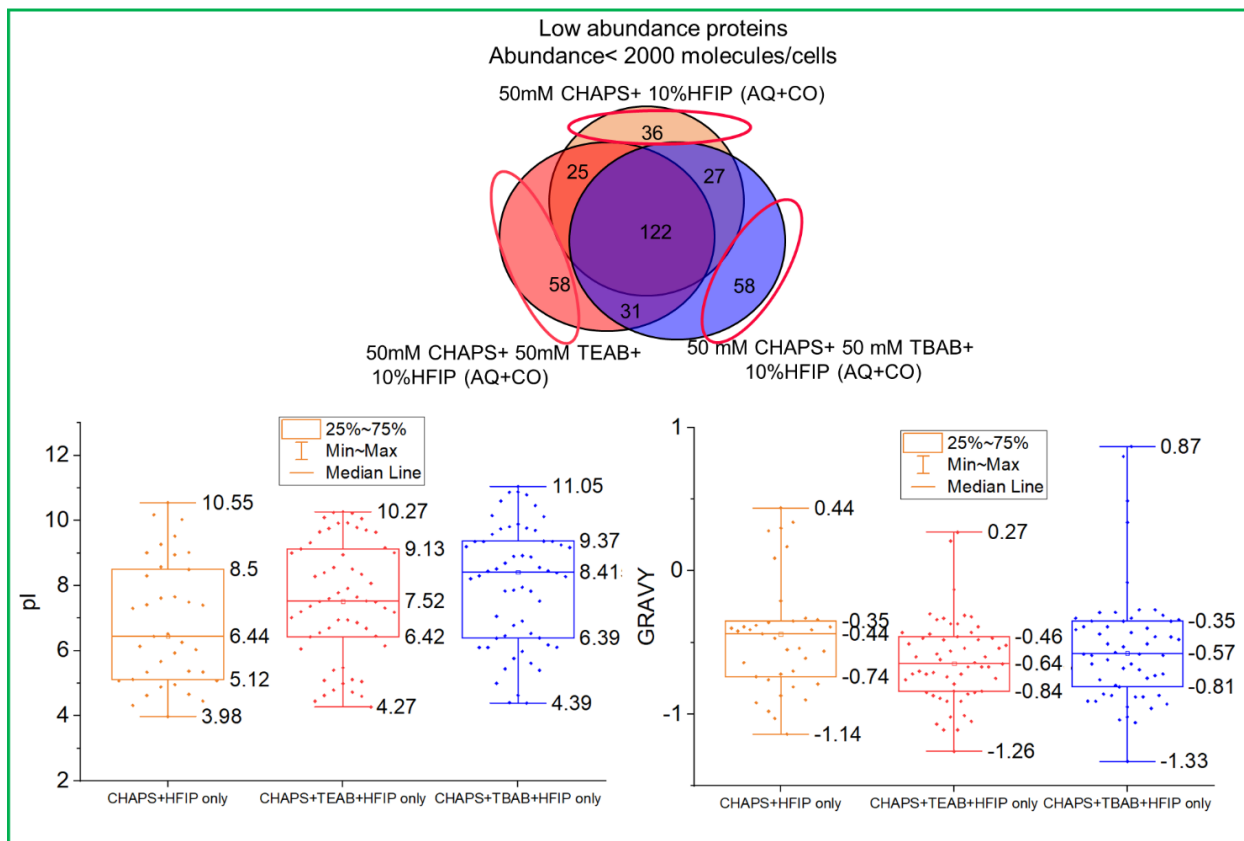 Low abundance proteins
Abundance< 2000 molecules/cells
50mM CHAPS+ 10%HFIP (AQ+CO)
36
25
27
122
58
58
31
50mM CHAPS+ 50mM TEAB+
10%HFIP (AQ+CO)
50 mM CHAPS+ 50 mM TBAB+
10%HFIP (AQ+CO)
25%~75%
Min~Max
Median Line
12
10
8
6
4
2
pI
10.55
8.5
6.44
5.12
3.98
10.27
9.13
7.52
6.42
4.27
11.05
9.37
8.41
6.39
4.39
CHAPS+HFIP only
CHAPS+TEAB+HFIP only
CHAPS+TBAB+HFIP only
25%~75%
Min~Max
Median Line
1
0
-1
GRAVY
0.44
-0.35
-0.44
-0.74
-1.14
0.27
-0.46
-0.64
-0.84
-1.26
0.87
-0.35
-0.57
-0.81
-1.33
CHAPS+HFIP only
CHAPS+TEAB+HFIP only
CHAPS+TBAB+HFIP only